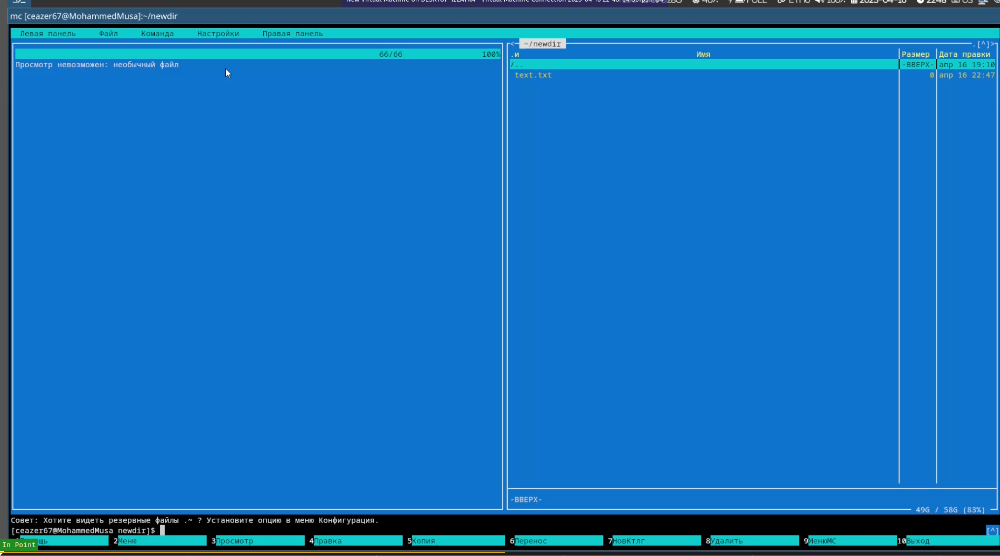 mc [ceazer67@MohammedMusa]:~/newdir
Левая панель Файл Команда Настройки Правая панель
66/66 100%
Просмотр невозможен: необычный файл
<─ ~/newdir .[^]>
.и Имя Размер Дата правки
/.. -ВВЕРХ- апр 16 19:10
text.txt 0 апр 16 22:47
-ВВЕРХ-
49G / 58G (83%)
Совет: Хотите видеть резервные файлы .~ ? Установите опцию в меню Конфигурация.
[ceazer67@MohammedMusa newdir]$ [^]
2Меню 3Просмотр 4Правка 5Копия 6Перенос 7НовКтлг 8Удалить 9МенюМС 10Выход
In Point